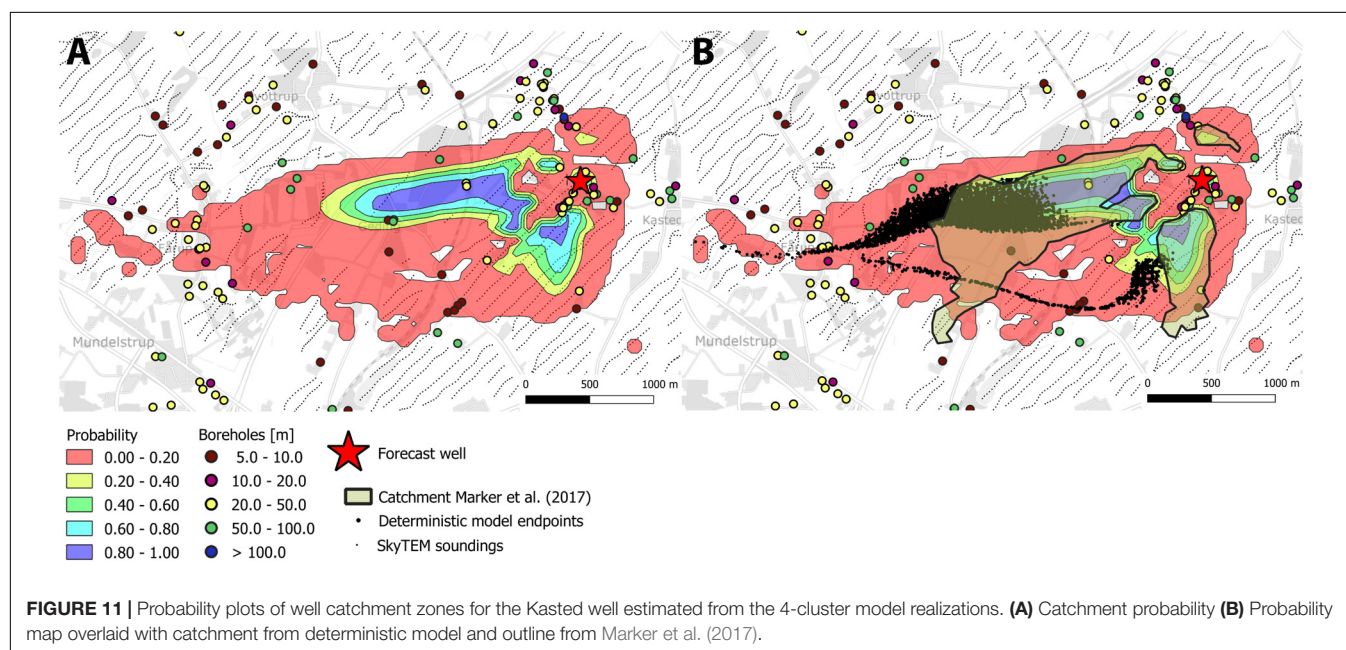 A
B
Kasted
Mundelstrup
Mundelstrup
0 500 1000 m
0 500 1000 m
Probability
0.00 - 0.20
0.20 - 0.40
0.40 - 0.60
0.60 - 0.80
0.80 - 1.00
Boreholes [m]
5.0 - 10.0
10.0 - 20.0
20.0 - 50.0
50.0 - 100.0
> 100.0
Forecast well
Catchment Marker et al. (2017)
Deterministic model endpoints
SkyTEM soundings
FIGURE 11 | Probability plots of well catchment zones for the Kasted well estimated from the 4-cluster model realizations. (A) Catchment probability (B) Probability
map overlaid with catchment from deterministic model and outline from Marker et al. (2017).